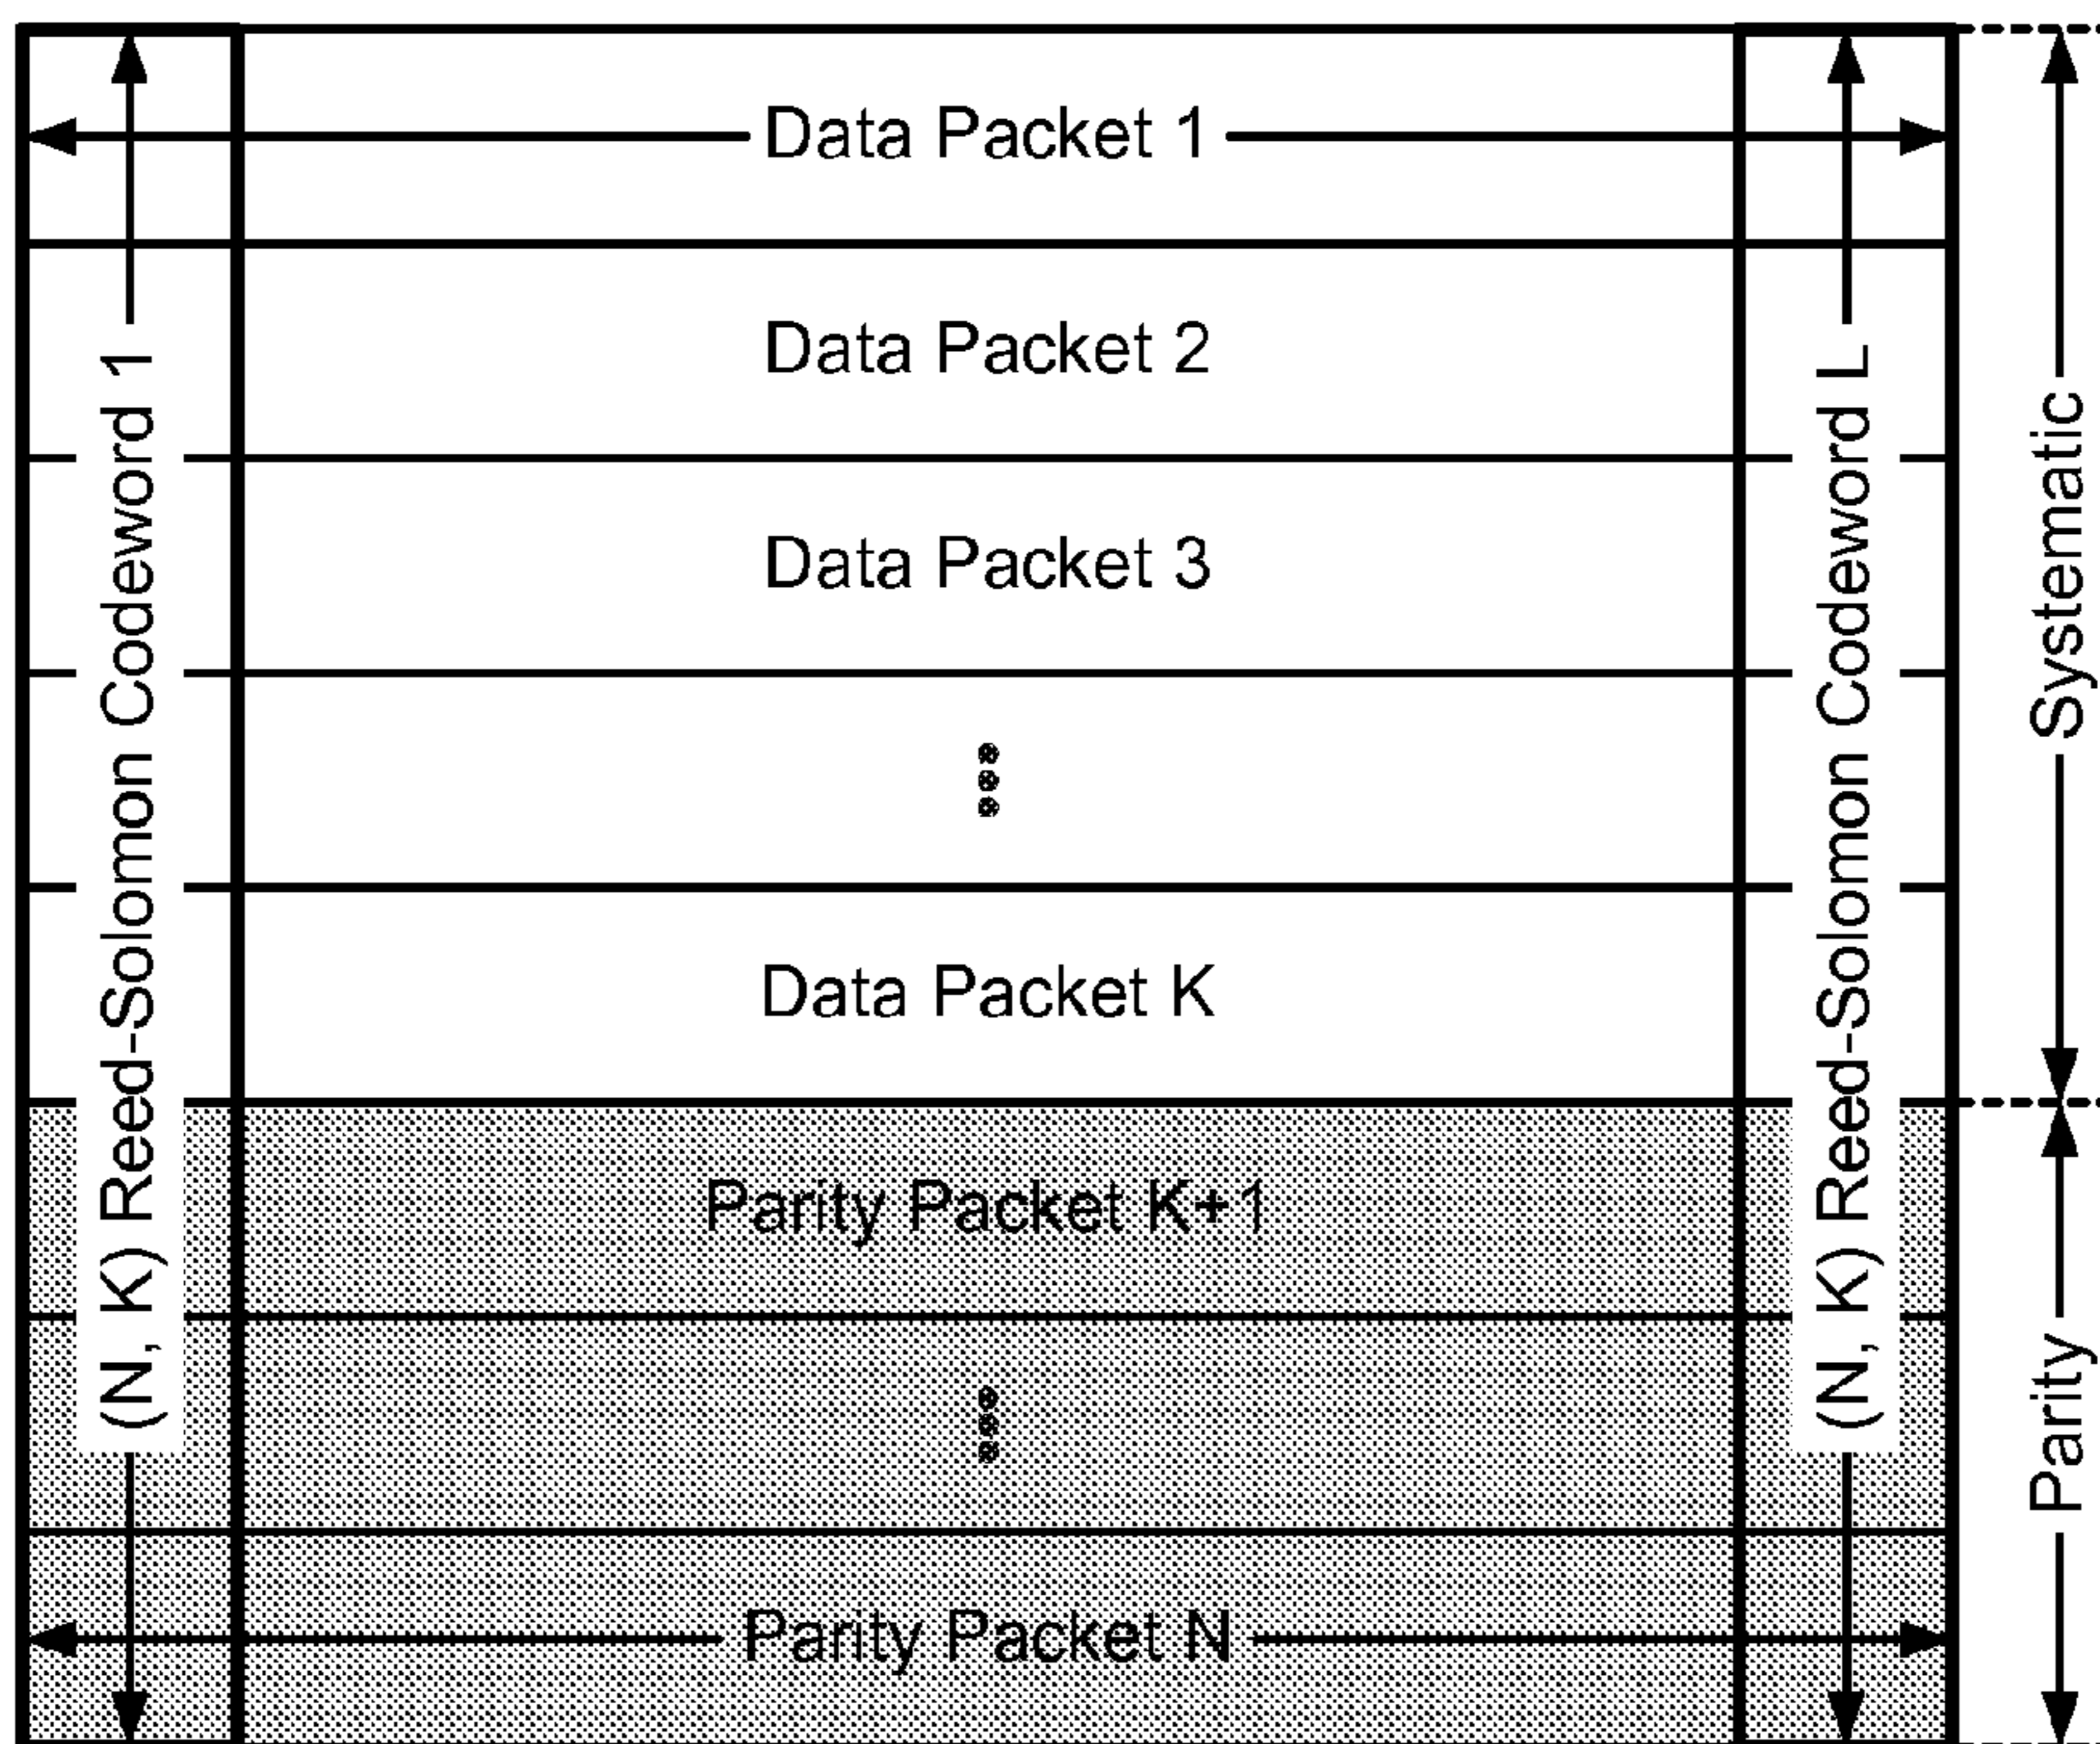 Data Packet 1
Data Packet 2
Data Packet 3
Data Packet K
Parity Packet K+1
Parity Packet N
(N, K) Reed-Solomon Codeword 1
(N, K) Reed-Solomon Codeword L
Systematic
Parity